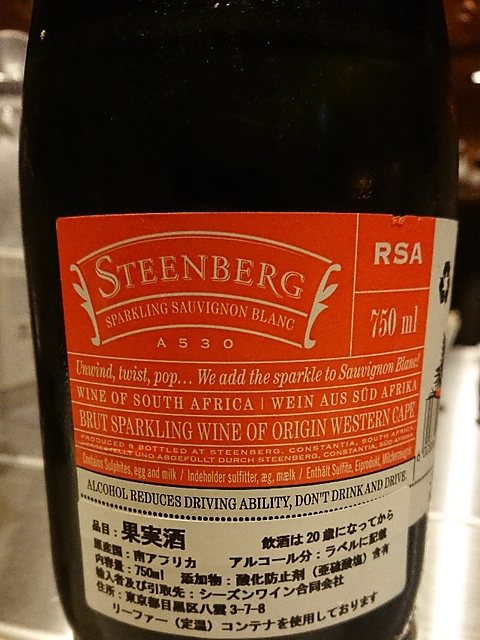 STEENBERG
SPARKLING SAUVIGNON BLANC
A530
RSA
750 ml
Unwind, twist, pop... We add the sparkle to Sauvignon Blanc!
WINE OF SOUTH AFRICA | WEIN AUS SÜD AFRIKA
BRUT SPARKLING WINE OF ORIGIN WESTERN CAPE
PRODUCED & BOTTLED AT STEENBERG, CONSTANTIA, SOUTH AFRICA
UND ABGEFÜLLT DURCH STEENBERG, CONSTANTIA,
Contains Sulphites, egg and milk / Indeholder sulfitter, æg, mælk / Enthält Sulfite, Eiprodukt, Milcherzeugnis
ALCOHOL REDUCES DRIVING ABILITY, DON'T DRINK AND DRIVE.
品目:果実酒 飲酒は20歳になってから
原産国:南アフリカ アルコール分:ラベルに記載
内容量:750ml 添加物:酸化防止剤(亜硫酸塩)含有
輸入者及び引取先:シーズンワイン合同会社
住所:東京都目黒区八雲3-7-8
リーファー(定温)コンテナを使用しております